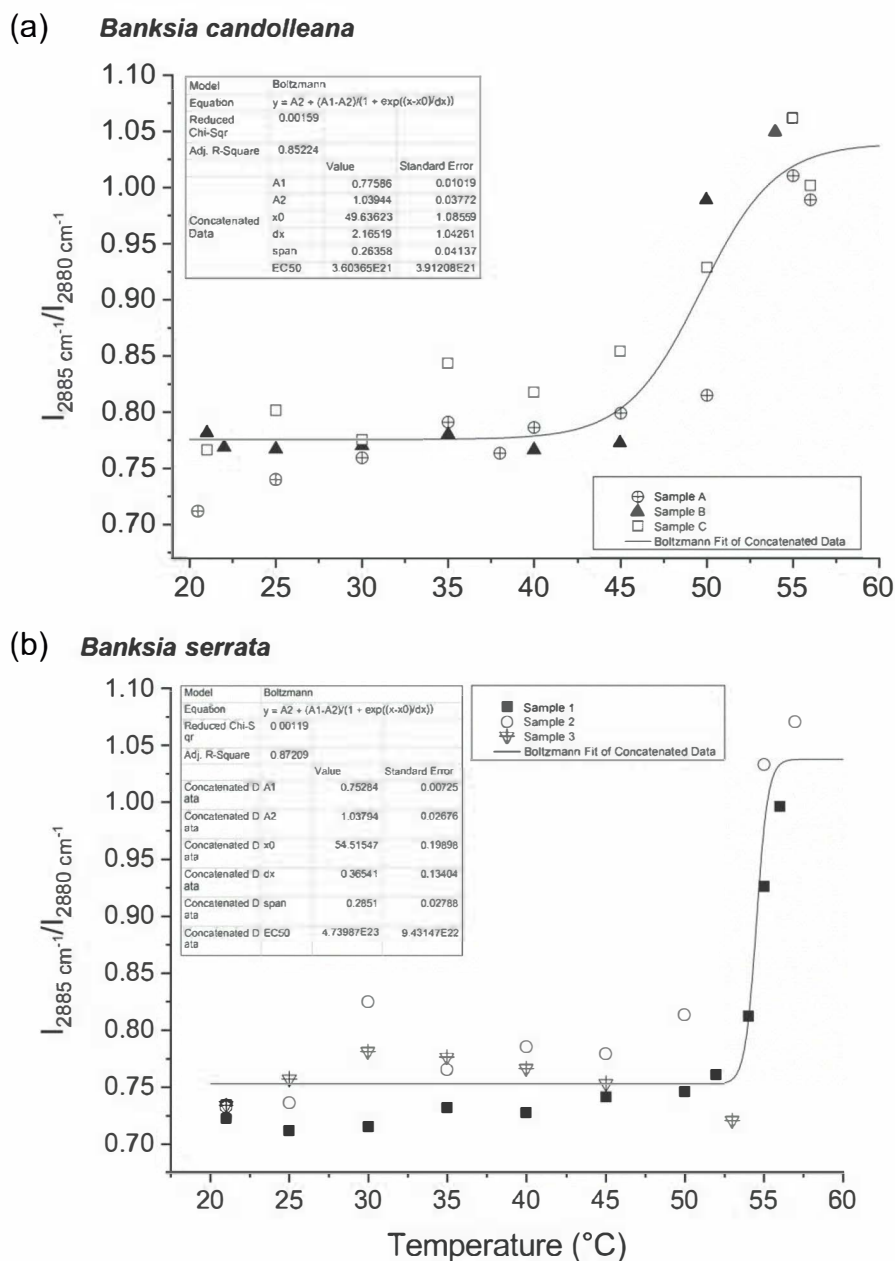 (a) Banksia candolleana
Model Boltzmann
Equation y = A2 + (A1-A2)/(1 + exp((x-x0)/dx))
Reduced Chi-Sqr 0.00159
Adj. R-Square 0.85224
Value Standard Error
Concatenated Data
A1 0.77586 0.01019
A2 1.03944 0.03772
x0 49.63623 1.08559
dx 2.16519 1.04261
span 0.26358 0.04137
EC50 3.60365E21 3.91208E21
1.10
1.05
1.00
0.95
0.90
0.85
0.80
0.75
0.70
I2885 cm-1/I2880 cm-1
Sample A
Sample B
Sample C
Boltzmann Fit of Concatenated Data
20 25 30 35 40 45 50 55 60
(b) Banksia serrata
Model Boltzmann
Equation y = A2 + (A1-A2)/(1 + exp((x-x0)/dx))
Reduced Chi-S
qr 0.00119
Adj. R-Square 0.87209
Value Standard Error
Concatenated D
ata A1 0.75284 0.00725
Concatenated D
ata A2 1.03794 0.02676
Concatenated D
ata x0 54.51547 0.19898
Concatenated D
ata dx 0.36541 0.13404
Concatenated D
ata span 0.2851 0.02788
Concatenated D
ata EC50 4.73987E23 9.43147E22
Sample 1
Sample 2
Sample 3
Boltzmann Fit of Concatenated Data
1.10
1.05
1.00
0.95
0.90
0.85
0.80
0.75
0.70
I2885 cm-1/I2880 cm-1
20 25 30 35 40 45 50 55 60
Temperature (°C)